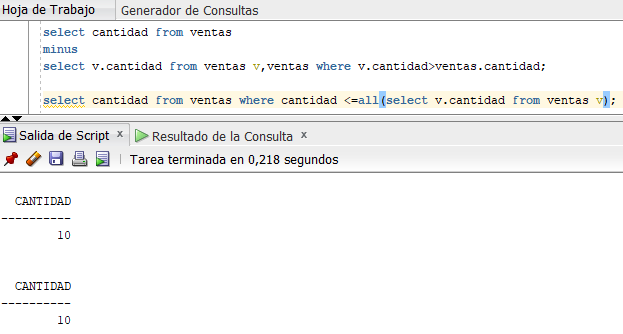 Hoja de Trabajo Generador de Consultas
select cantidad from ventas
minus
select v.cantidad from ventas v,ventas where v.cantidad>ventas.cantidad;
select cantidad from ventas where cantidad <=all(select v.cantidad from ventas v);
Salida de Script x Resultado de la Consulta x
Tarea terminada en 0,218 segundos
CANTIDAD
----------
10
CANTIDAD
----------
10